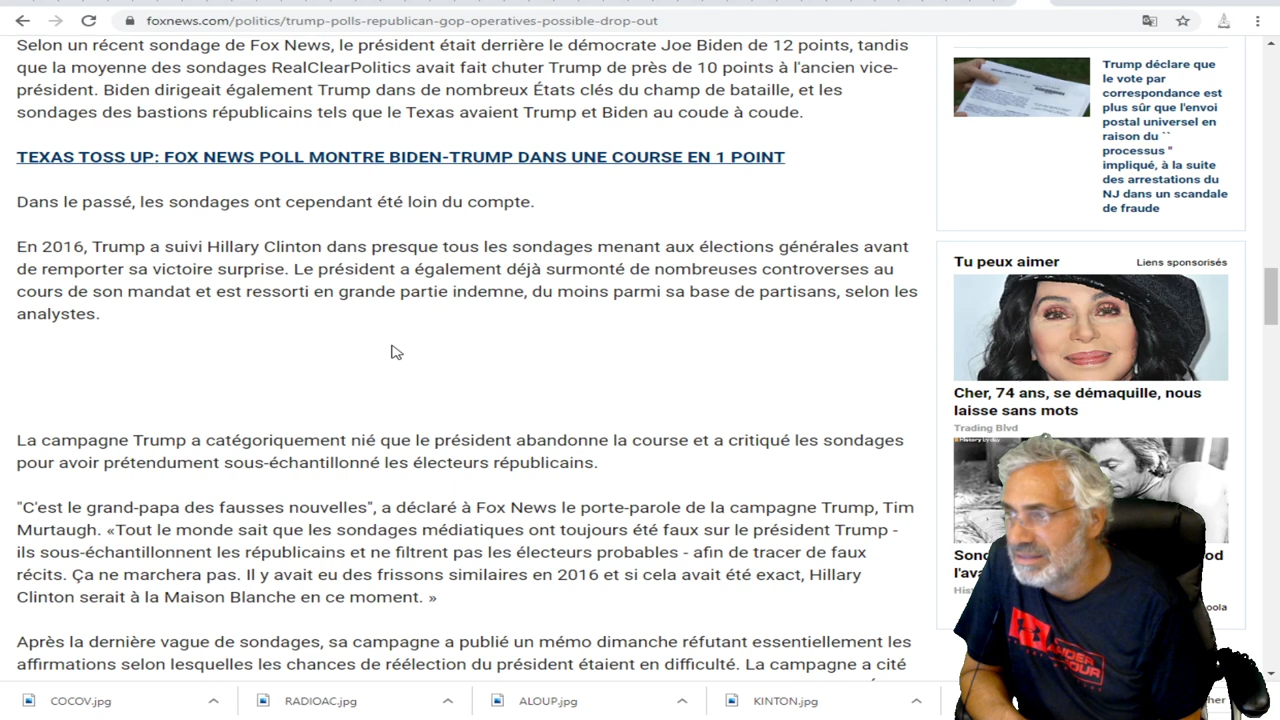 foxnews.com/politics/trump-polls-republican-gop-operatives-possible-drop-out
Selon un récent sondage de Fox News, le président était derrière le démocrate Joe Biden de 12 points, tandis
que la moyenne des sondages RealClearPolitics avait fait chuter Trump de près de 10 points à l'ancien vice-
président. Biden dirigeait également Trump dans de nombreux États clés du champ de bataille, et les
sondages des bastions républicains tels que le Texas avaient Trump et Biden au coude à coude.
TEXAS TOSS UP: FOX NEWS POLL MONTRE BIDEN-TRUMP DANS UNE COURSE EN 1 POINT
Dans le passé, les sondages ont cependant été loin du compte.
En 2016, Trump a suivi Hillary Clinton dans presque tous les sondages menant aux élections générales avant
de remporter sa victoire surprise. Le président a également déjà surmonté de nombreuses controverses au
cours de son mandat et est ressorti en grande partie indemne, du moins parmi sa base de partisans, selon les
analystes.
La campagne Trump a catégoriquement nié que le président abandonne la course et a critiqué les sondages
pour avoir prétendument sous-échantillonné les électeurs républicains.
"C'est le grand-papa des fausses nouvelles", a déclaré à Fox News le porte-parole de la campagne Trump, Tim
Murtaugh. «Tout le monde sait que les sondages médiatiques ont toujours été faux sur le président Trump -
ils sous-échantillonnent les républicains et ne filtrent pas les électeurs probables - afin de tracer de faux
récits. Ça ne marchera pas. Il y avait eu des frissons similaires en 2016 et si cela avait été exact, Hillary
Clinton serait à la Maison Blanche en ce moment. »
Après la dernière vague de sondages, sa campagne a publié un mémo dimanche réfutant essentiellement les
affirmations selon lesquelles les chances de réélection du président étaient en difficulté. La campagne a cité
Trump déclare que
le vote par
correspondance est
plus sûr que l'envoi
postal universel en
raison du ``
processus "
impliqué, à la suite
des arrestations du
NJ dans un scandale
de fraude
Tu peux aimer
Liens sponsorisés
Cher, 74 ans, se démaquille, nous
laisse sans mots
Trading Blvd
History by day
UNDER
COCOV.jpg
RADIOAC.jpg
ALOUP.jpg
KINTON.jpg